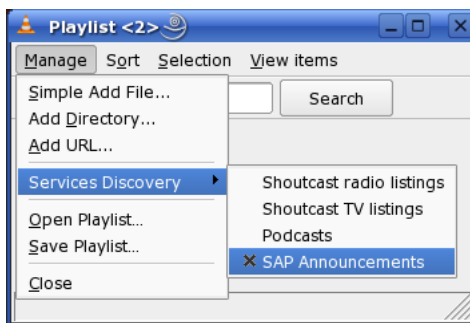 Playlist <2>
Manage Sort Selection View items
Simple Add File...
Add Directory...
Add URL...
Search
Services Discovery
Shoutcast radio listings
Shoutcast TV listings
Podcasts
SAP Announcements
Open Playlist...
Save Playlist...
Close